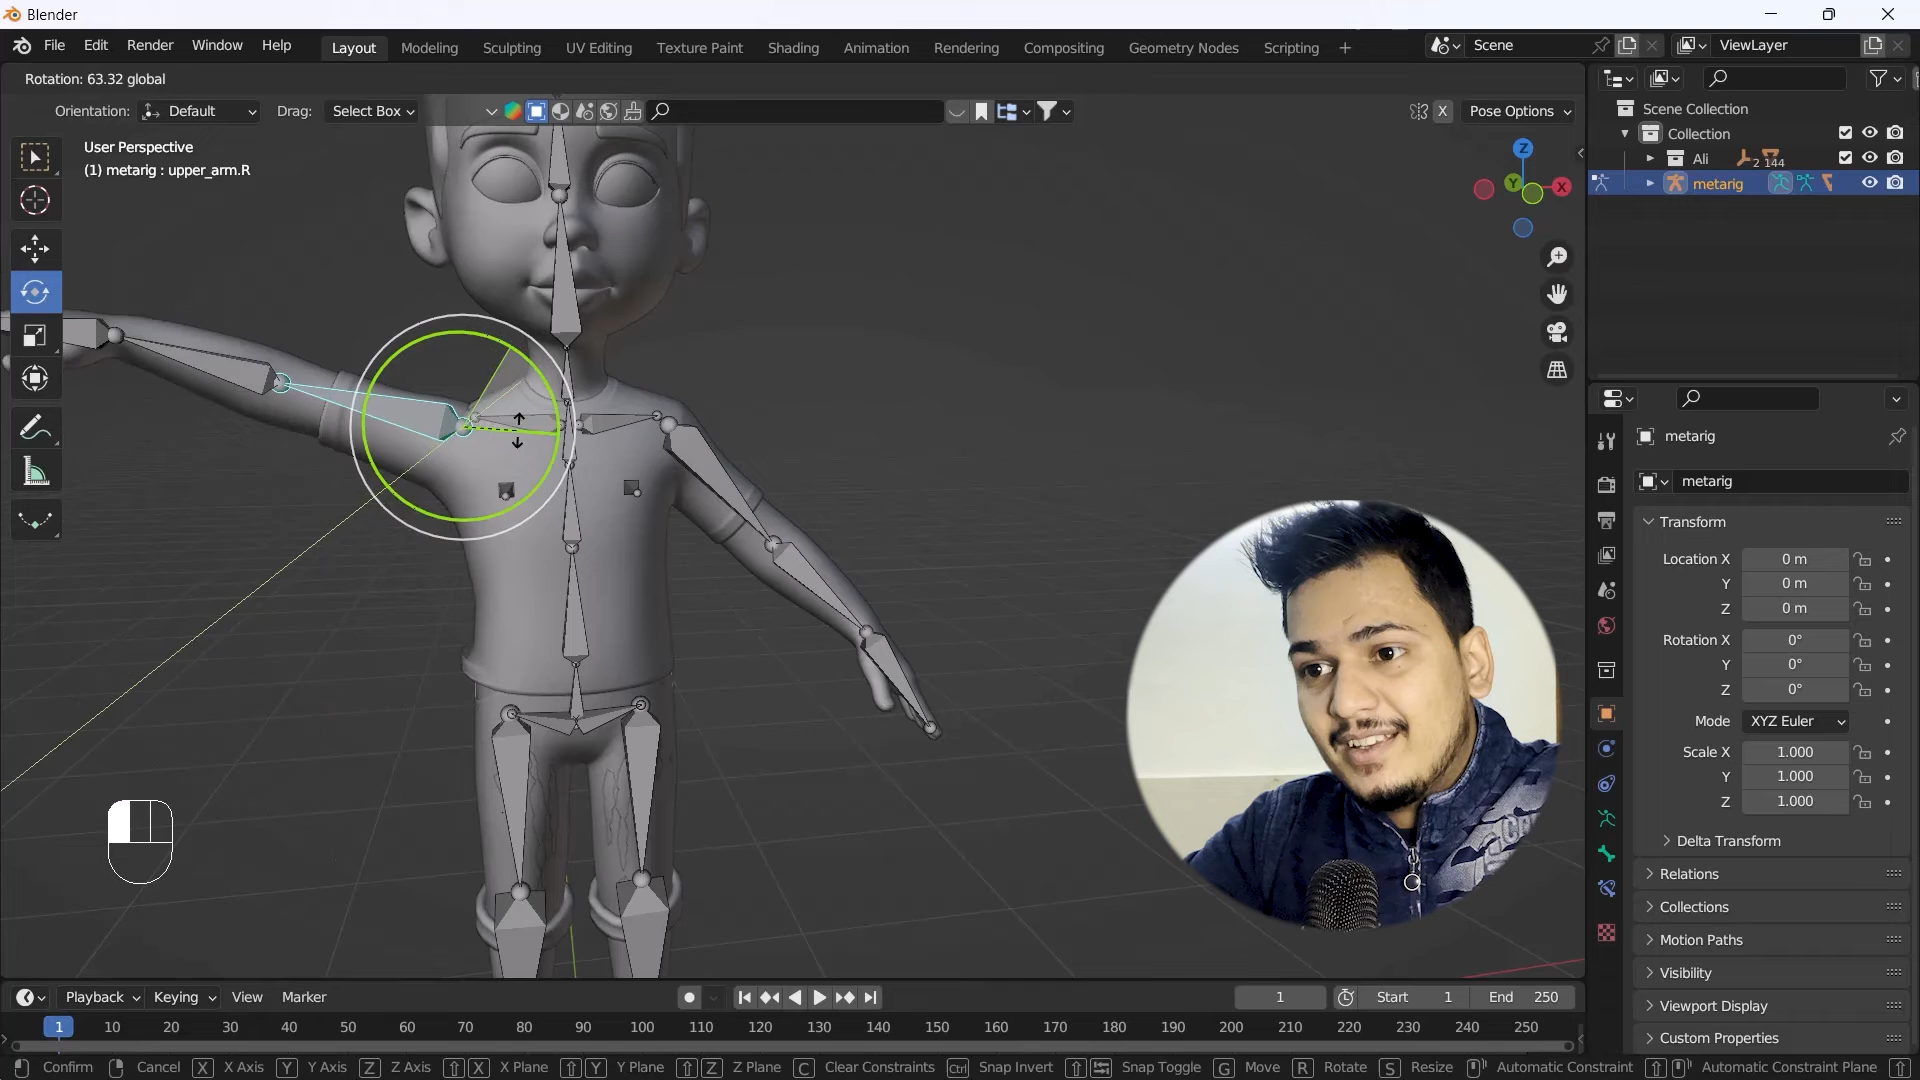 Blender
File Edit Render Window Help Layout Modeling Sculpting UV Editing Texture Paint Shading Animation Rendering Compositing Geometry Nodes Scripting + Scene ViewLayer
Rotation: 63.32 global
Orientation: Default Drag: Select Box X Pose Options
User Perspective
(1) metarig : upper_arm.R
Z
Y
X
Scene Collection
Collection
Ali 2 144
metarig
metarig
metarig
Transform
Location X 0 m
Y 0 m
Z 0 m
Rotation X 0°
Y 0°
Z 0°
Mode XYZ Euler
Scale X 1.000
Y 1.000
Z 1.000
Delta Transform
Relations
Collections
Motion Paths
Visibility
Viewport Display
Custom Properties
Playback Keying View Marker 1 Start 1 End 250
1 10 20 30 40 50 60 70 80 90 100 110 120 130 140 150 160 170 180 190 200 210 220 230 240 250
Confirm Cancel X X Axis Y Y Axis Z Z Axis X X Plane Y Y Plane Z Z Plane C Clear Constraints Ctrl Snap Invert Snap Toggle G Move R Rotate S Resize Automatic Constraint Automatic Constraint Plane